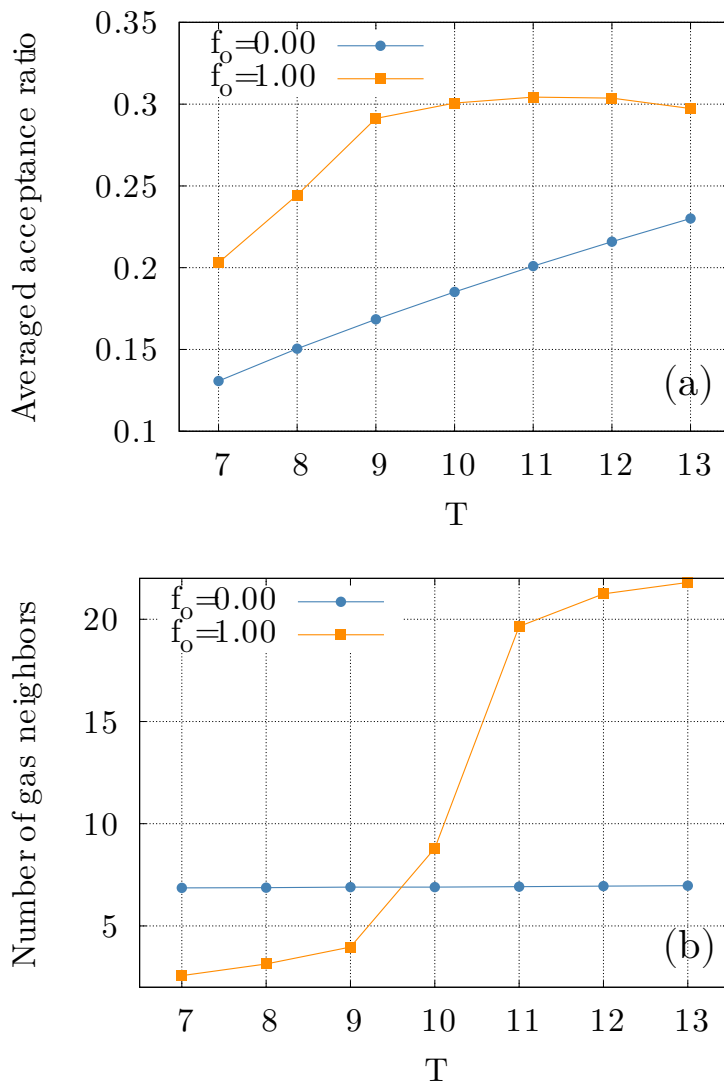 0.35
f_o=0.00
f_o=1.00
0.3
0.25
0.2
0.15
0.1
Averaged acceptance ratio
(a)
7 8 9 10 11 12 13
T
f_o=0.00
f_o=1.00
20
15
10
5
Number of gas neighbors
(b)
7 8 9 10 11 12 13
T